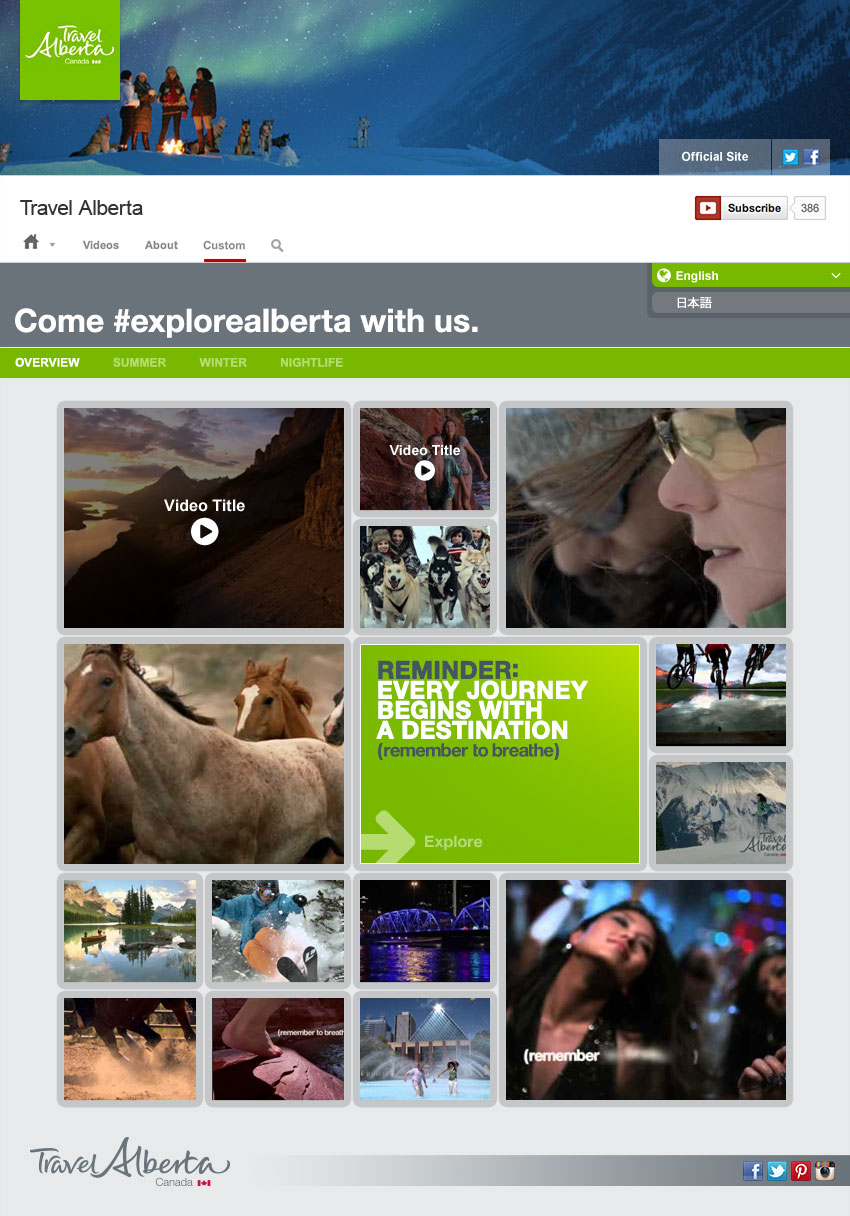 Travel
Alberta
Canada
Official Site
Travel Alberta
Subscribe
386
Videos
About
Custom
English
日本語
Come #explorealberta with us.
OVERVIEW
SUMMER
WINTER
NIGHTLIFE
Video Title
Video Title
REMINDER:
EVERY JOURNEY
BEGINS WITH
A DESTINATION
(remember to breathe)
Explore
Travel
Alberta
Canada
(remember to breath
(remember
)
Travel Alberta
Canada